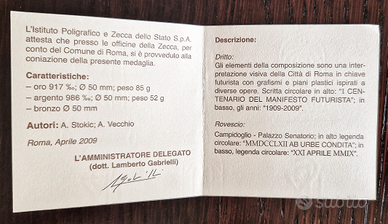 L'Istituto Poligrafico e Zecca dello Stato S.p.A.
attesta che presso le officine della Zecca, per
conto del Comune di Roma, si è provveduto alla
coniazione della presente medaglia.
Caratteristiche:
– oro 917 ‰; Ø 50 mm; peso 85 g
– argento 986 ‰; Ø 50 mm; peso 52 g
– bronzo Ø 50 mm
Autori: A. Stokic; A. Vecchio
Roma, Aprile 2009
L'AMMINISTRATORE DELEGATO
(dott. Lamberto Gabrielli)
Descrizione:
Dritto:
Gli elementi della composizione sono una inter-
pretazione visiva della Città di Roma in chiave
futurista con grafismi e piani plastici ispirati a
diverse opere. Scritta circolare in alto: "I CEN-
TENARIO DEL MANIFESTO FUTURISTA"; in
basso, gli anni: "1909-2009".
Rovescio:
Campidoglio - Palazzo Senatorio; in alto legenda
circolare: "MMDCCLXII AB URBE CONDITA"; in
basso, legenda circolare: "XXI APRILE MMIX".
subito